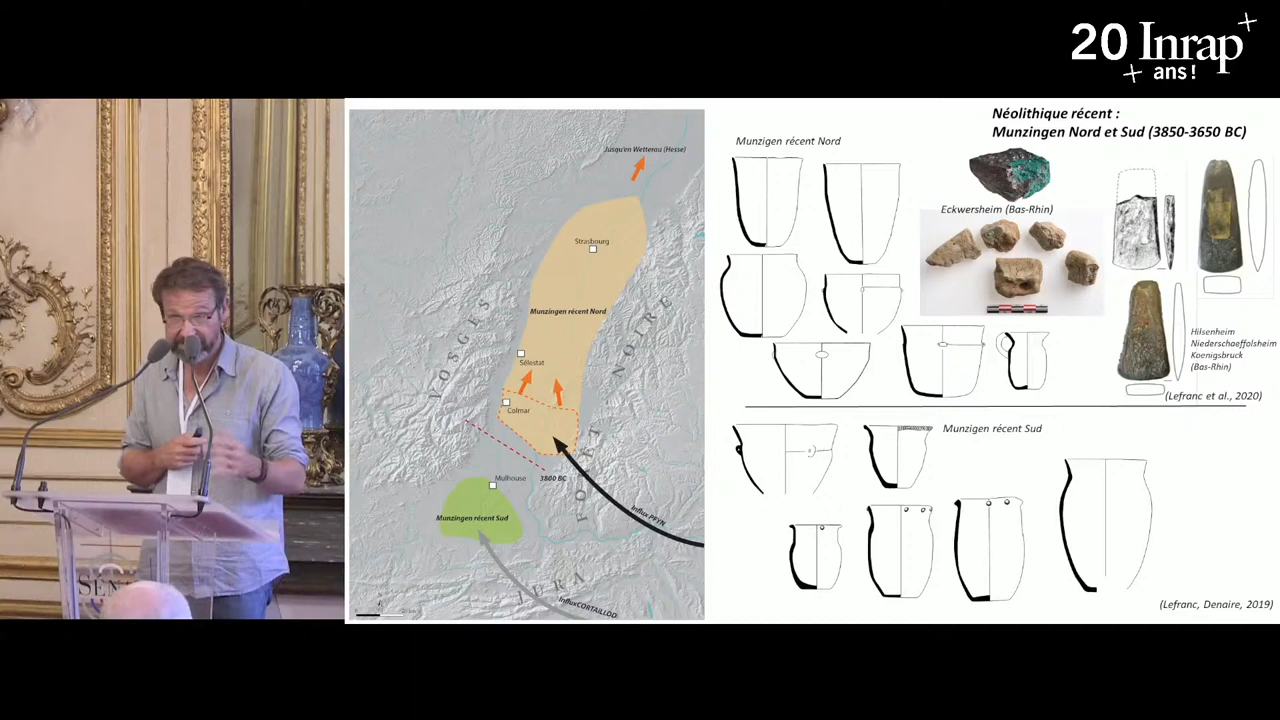 20 Inrap
ans!
Néolithique récent :
Munzingen Nord et Sud (3850-3650 BC)
Munzigen récent Nord
Eckwersheim (Bas-Rhin)
Hilsenheim
Niederschaeffolsheim
Koenigsbruck
(Bas-Rhin)
(Lefranc et al., 2020)
Munzigen récent Sud
(Lefranc, Denaire, 2019)
Jusqu'en Wetterau (Hesse)
Strasbourg
Munzingen récent Nord
VOSGES
FORÊT NOIRE
Sélestat
Colmar
3800 BC
Mulhouse
Munzingen récent Sud
Influx PFYN
JURA
Influx CORTAILLOD
SEN